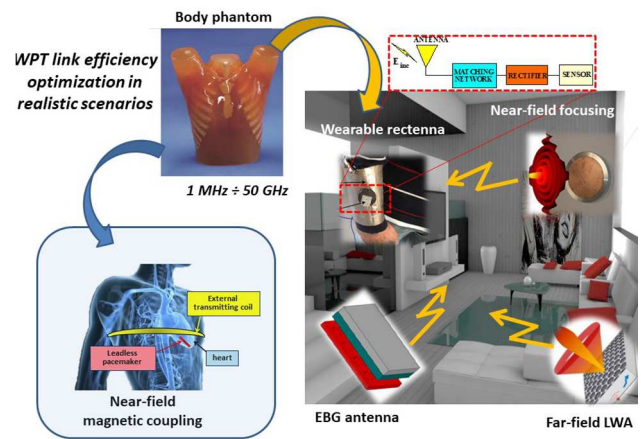 Body phantom
WPT link efficiency
optimization in
realistic scenarios
1 MHz ÷ 50 GHz
ANTENNA
E inc
MATCHING
NETWORK
RECTIFIER
SENSOR
Wearable rectenna
Near-field focusing
External
transmitting coil
Leadless
pacemaker
heart
Near-field
magnetic coupling
EBG antenna
Far-field LWA